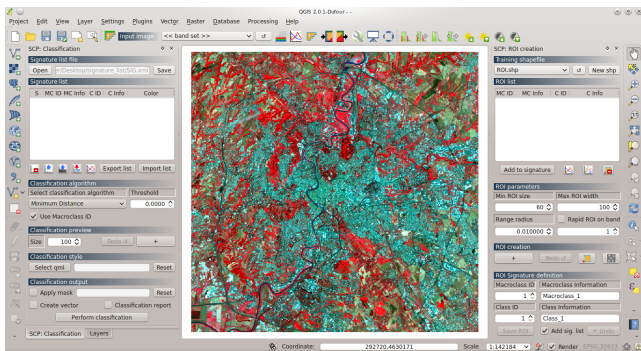 QGIS 2.0.1-Dufour - -
Project Edit View Layer Settings Plugins Vector Raster Database Processing Help
Input image: << band set >>
SCP: Classification
Signature list file
Open ~/Desktop/signature_list/SIG.xml Save
Signature list
S MC ID MC Info C ID C Info Color
Export list Import list
Classification algorithm
Select classification algorithm Threshold
Minimum Distance 0.0000
Use Macroclass ID
Classification preview
Size 100 Redo +
Classification style
Select qml Reset
Classification output
Apply mask Reset
Create vector Classification report
Perform classification
SCP: Classification Layers
SCP: ROI creation
Training shapefile
ROI.shp New shp
ROI list
MC ID MC Info C ID C Info
Add to signature
ROI parameters
Min ROI size Max ROI width
60 100
Range radius Rapid ROI on band
0.010000 1
ROI creation
+ Redo
ROI Signature definition
Macroclass ID Macroclass Information
1 Macroclass_1
Class ID Class Information
1 Class_1
Save ROI Add sig. list Undo
Coordinate: 292720,4630171 Scale 1:142184 Render EPSG:32633